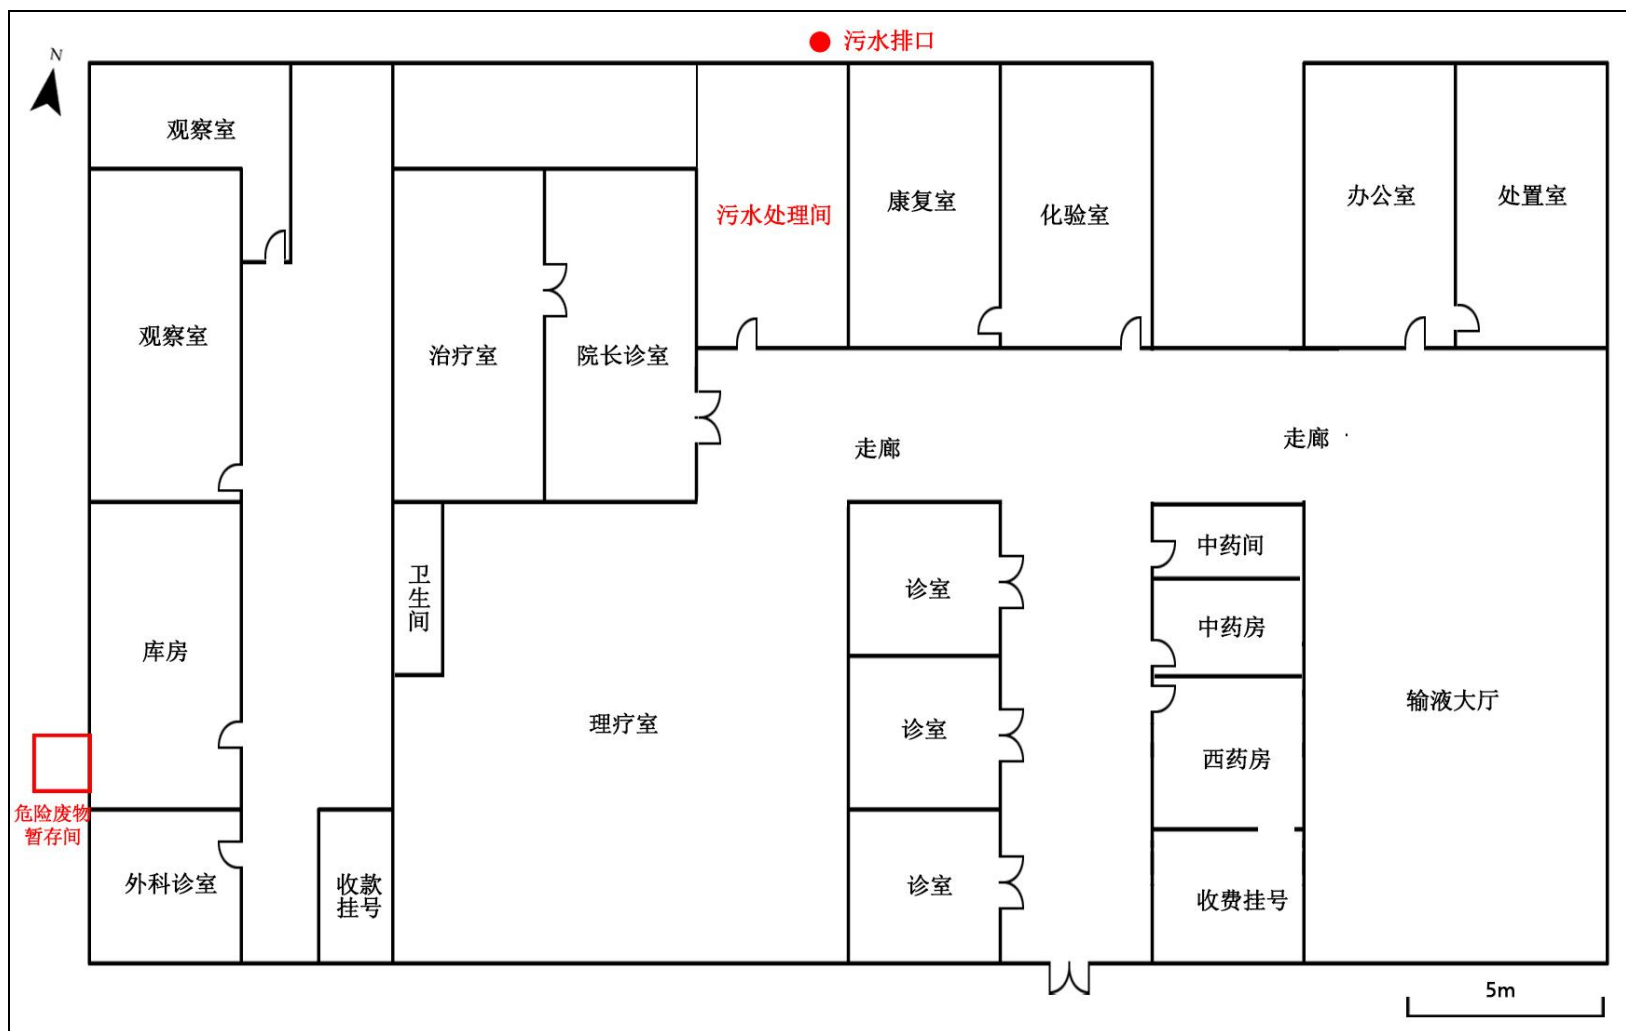 污水排口
N
观察室
污水处理间
康复室
化验室
办公室
处置室
观察室
治疗室
院长诊室
走廊
走廊
卫生间
诊室
中药间
中药房
库房
理疗室
诊室
西药房
输液大厅
危险废物
暂存间
外科诊室
收款
挂号
诊室
收费挂号
5m